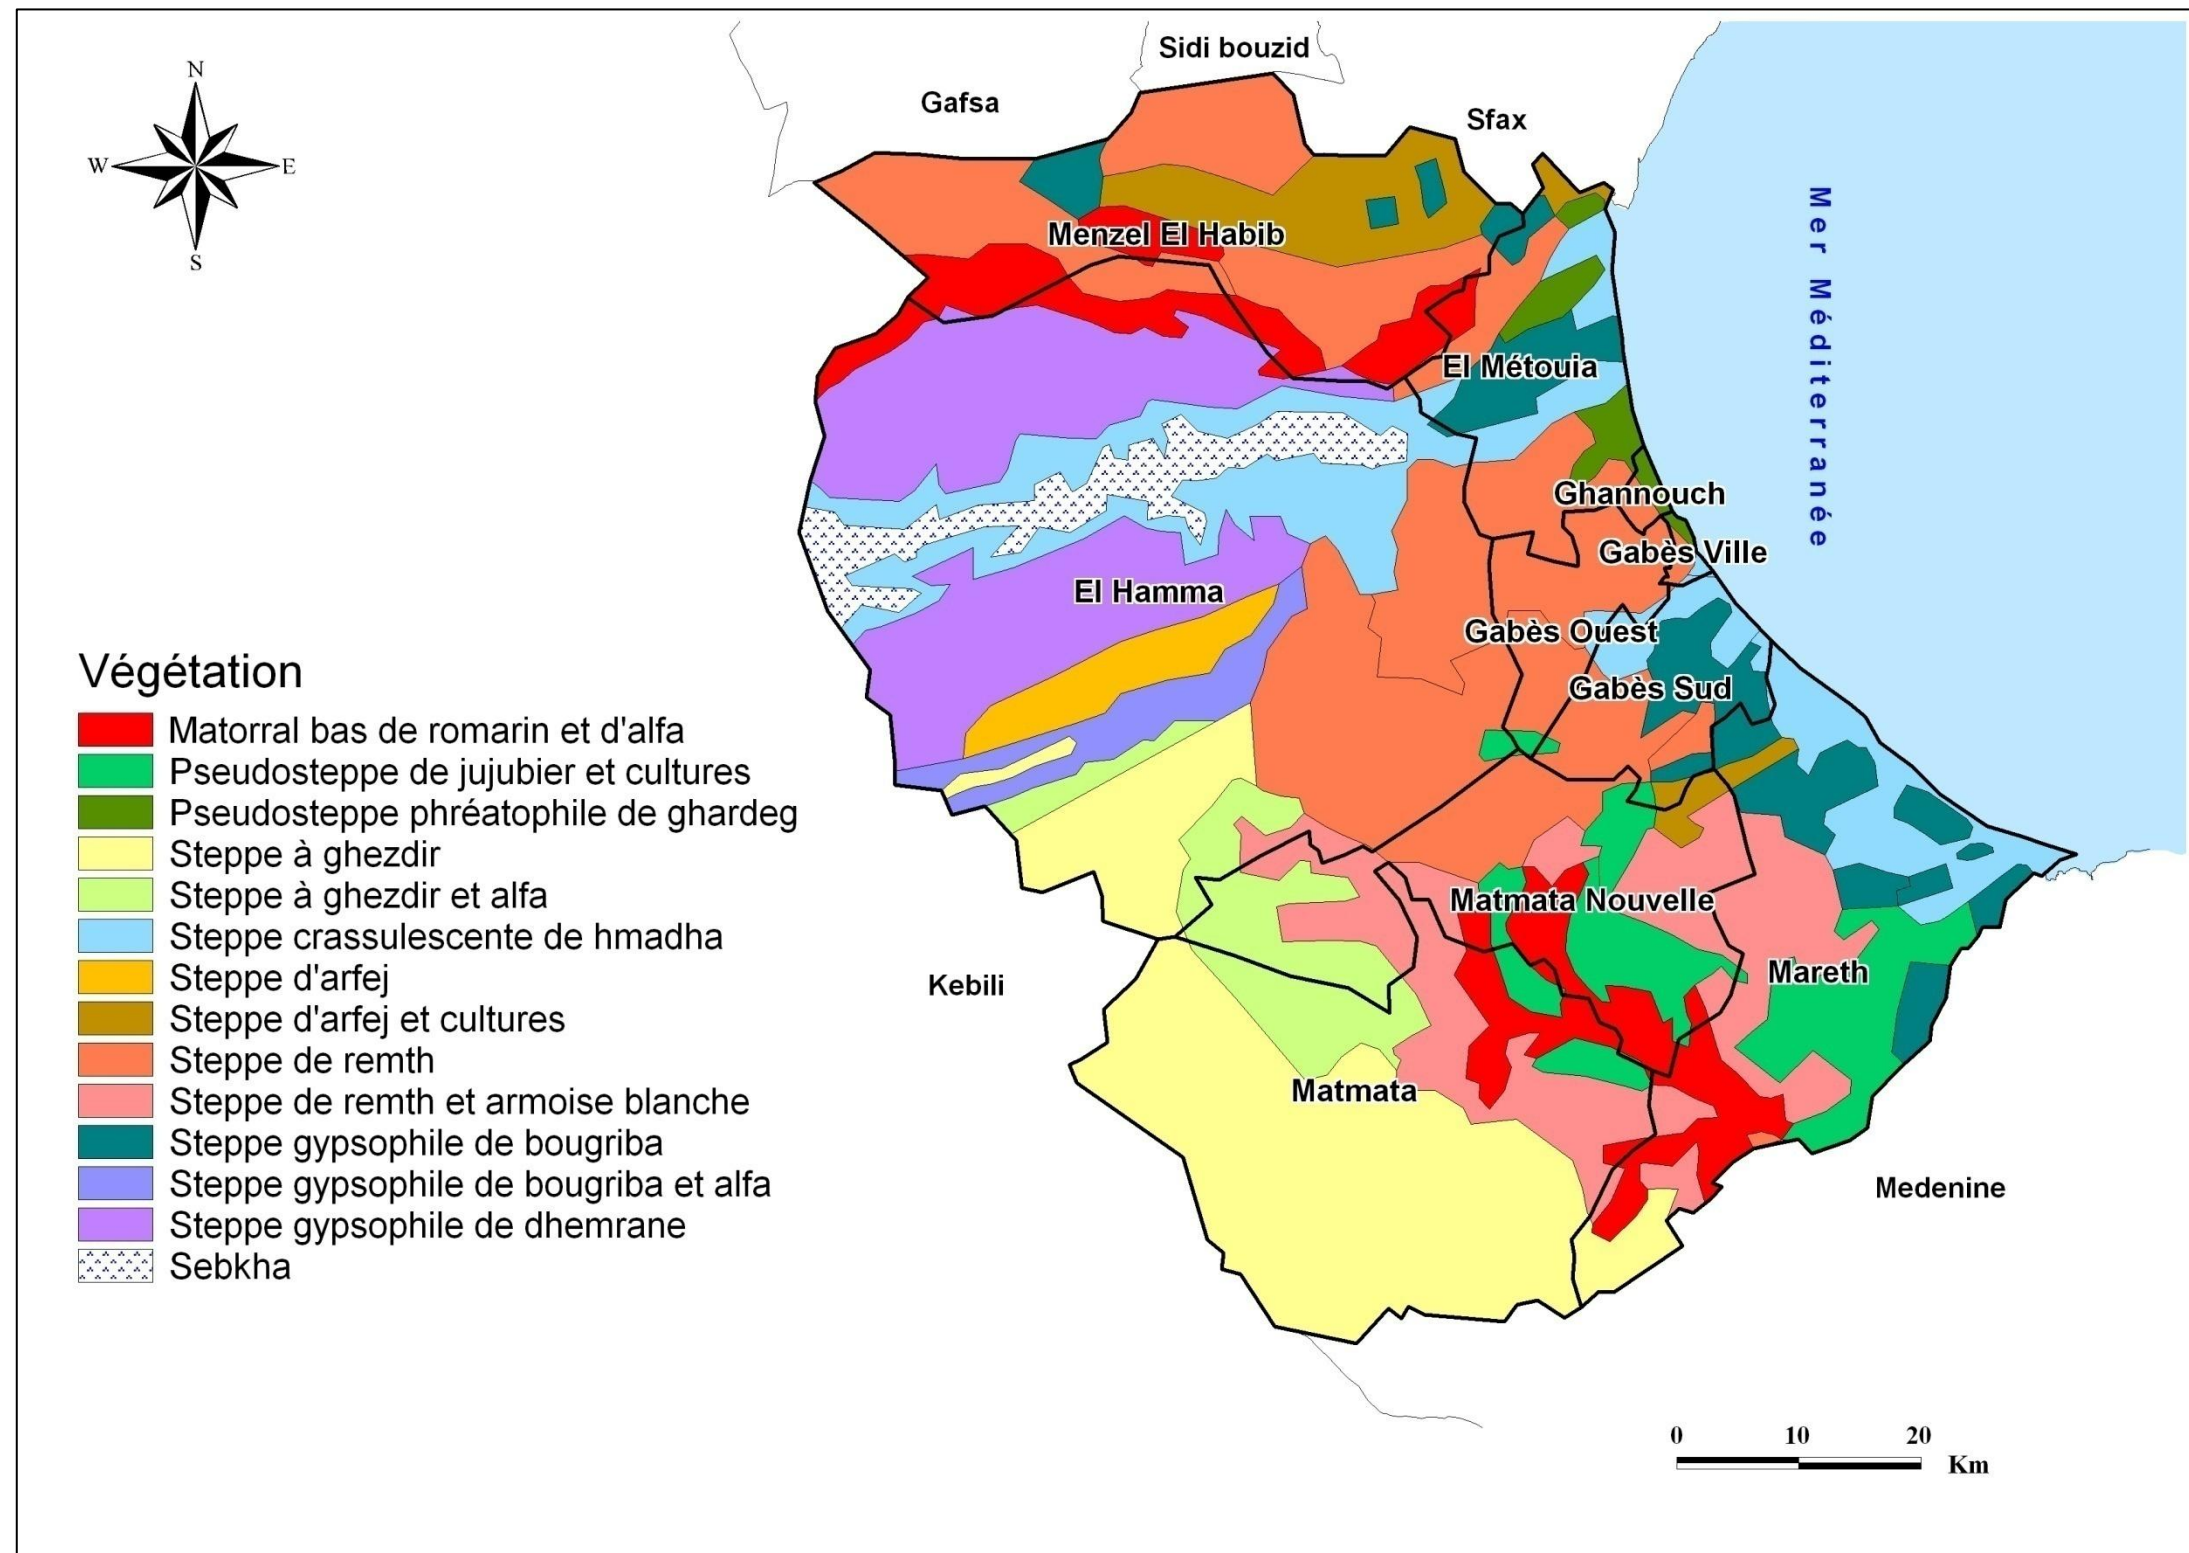 Sidi bouzid
Gafsa
Sfax
N
W
E
S
Mer Méditerranée
Menzel El Habib
El Métouia
Ghannouch
Gabès Ville
El Hamma
Gabès Ouest
Gabès Sud
Matmata Nouvelle
Mareth
Kebili
Matmata
Medenine
Végétation
Matorral bas de romarin et d'alfa
Pseudosteppe de jujubier et cultures
Pseudosteppe phréatophile de ghardeg
Steppe à ghezdir
Steppe à ghezdir et alfa
Steppe crassulescente de hmadha
Steppe d'arfej
Steppe d'arfej et cultures
Steppe de remth
Steppe de remth et armoise blanche
Steppe gypsophile de bougriba
Steppe gypsophile de bougriba et alfa
Steppe gypsophile de dhemrane
Sebkha
0 10 20
Km